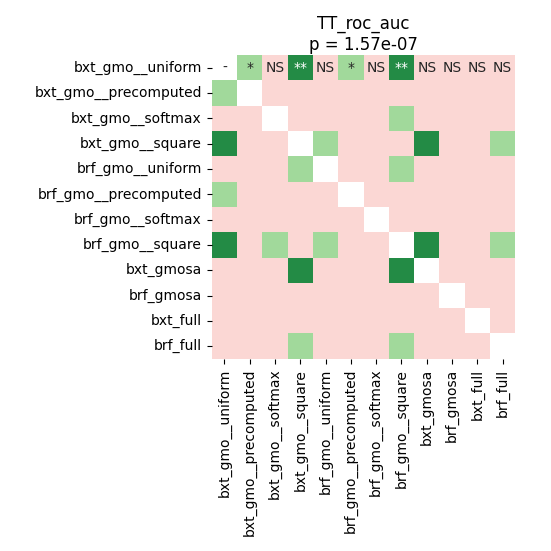 TT_roc_auc
p = 1.57e-07
bxt_gmo__uniform - * NS ** NS * NS ** NS NS NS NS
bxt_gmo__precomputed
bxt_gmo__softmax
bxt_gmo__square
brf_gmo__uniform
brf_gmo__precomputed
brf_gmo__softmax
brf_gmo__square
bxt_gmosa
brf_gmosa
bxt_full
brf_full
bxt_gmo__uniform
bxt_gmo__precomputed
bxt_gmo__softmax
bxt_gmo__square
brf_gmo__uniform
brf_gmo__precomputed
brf_gmo__softmax
brf_gmo__square
bxt_gmosa
brf_gmosa
bxt_full
brf_full